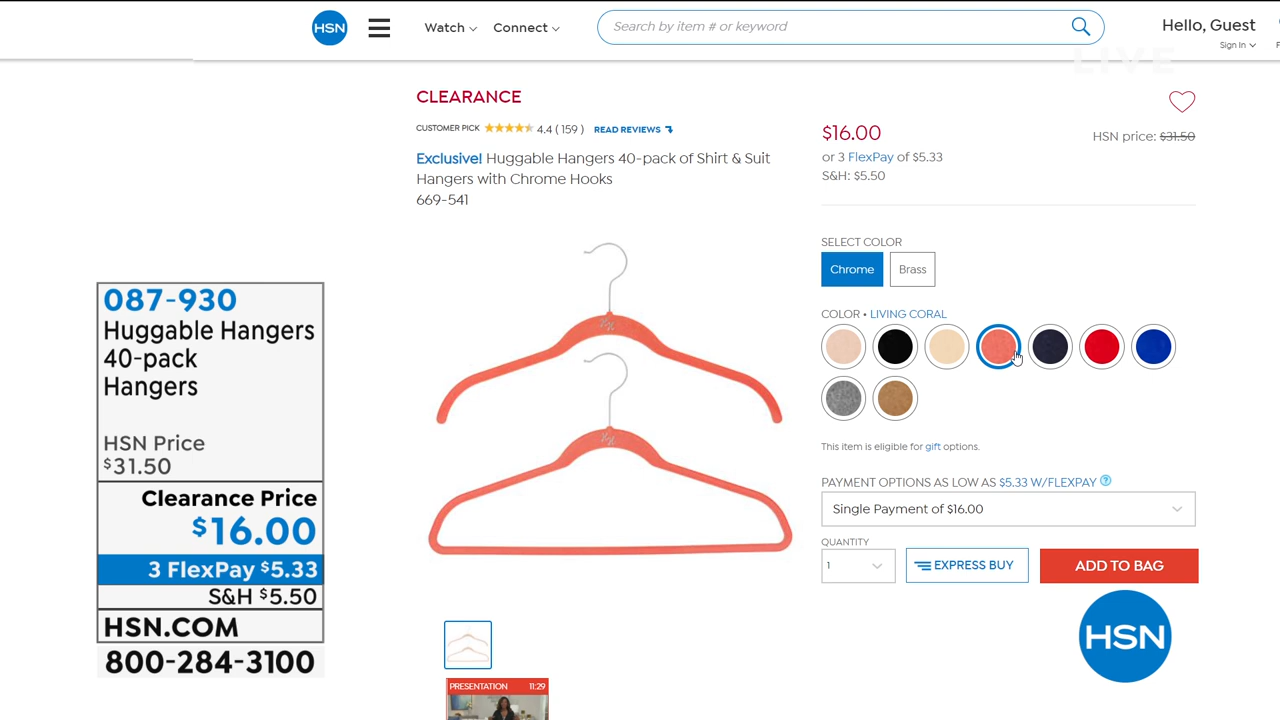 HSN
Watch
Connect
Search by item # or keyword
Hello, Guest
Sign In
LIVE
CLEARANCE
CUSTOMER PICK 4.4 ( 159 ) READ REVIEWS
Exclusive! Huggable Hangers 40-pack of Shirt & Suit
Hangers with Chrome Hooks
669-541
$16.00
HSN price: $31.50
or 3 FlexPay of $5.33
S&H: $5.50
SELECT COLOR
Chrome
Brass
COLOR • LIVING CORAL
This item is eligible for gift options.
PAYMENT OPTIONS AS LOW AS $5.33 W/FLEXPAY ?
Single Payment of $16.00
QUANTITY
1
EXPRESS BUY
ADD TO BAG
HSN
087-930
Huggable Hangers
40-pack
Hangers
HSN Price
$31.50
Clearance Price
$16.00
3 FlexPay $5.33
S&H $5.50
HSN.COM
800-284-3100
PRESENTATION 11:29